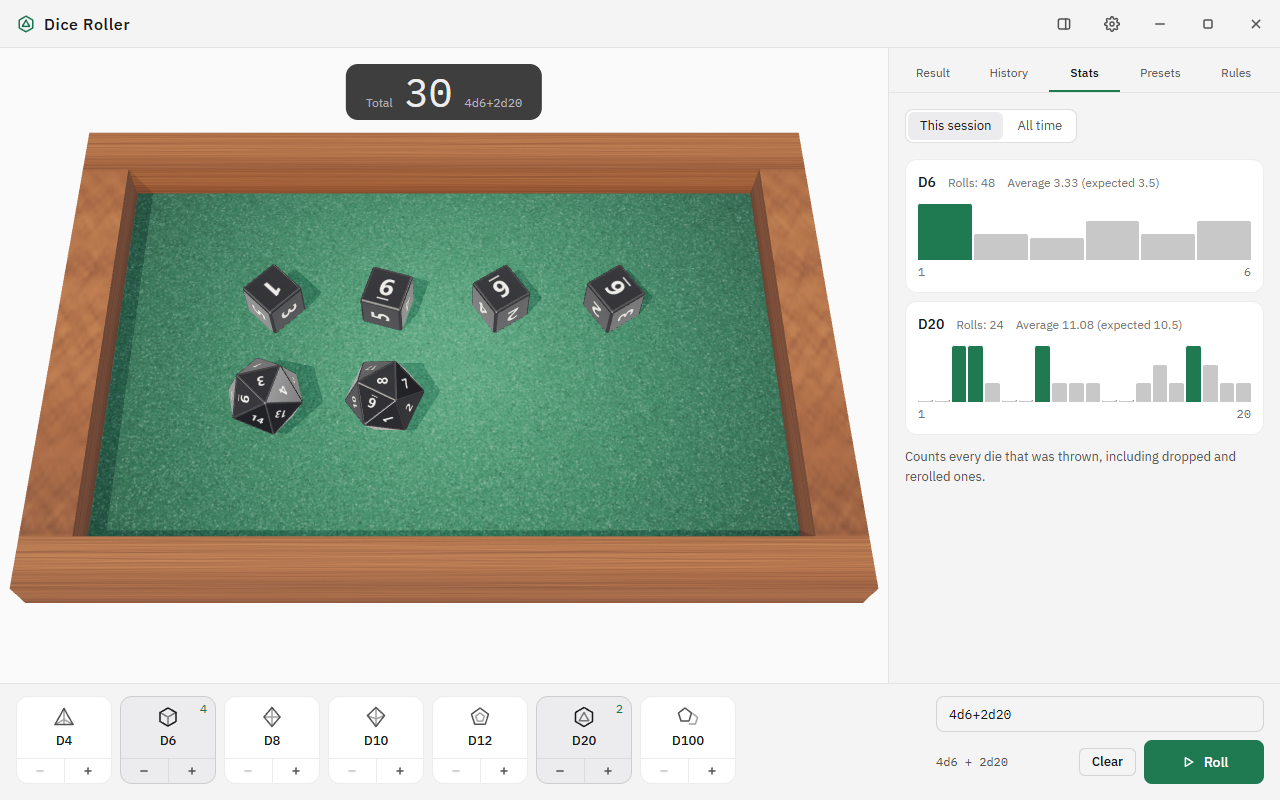 Dice Roller
Total 30 4d6+2d20
Result History Stats Presets Rules
This session All time
D6 Rolls: 48 Average 3.33 (expected 3.5)
1 6
D20 Rolls: 24 Average 11.08 (expected 10.5)
1 20
Counts every die that was thrown, including dropped and
rerolled ones.
4 2
D4 D6 D8 D10 D12 D20 D100
4d6+2d20
4d6 + 2d20 Clear Roll